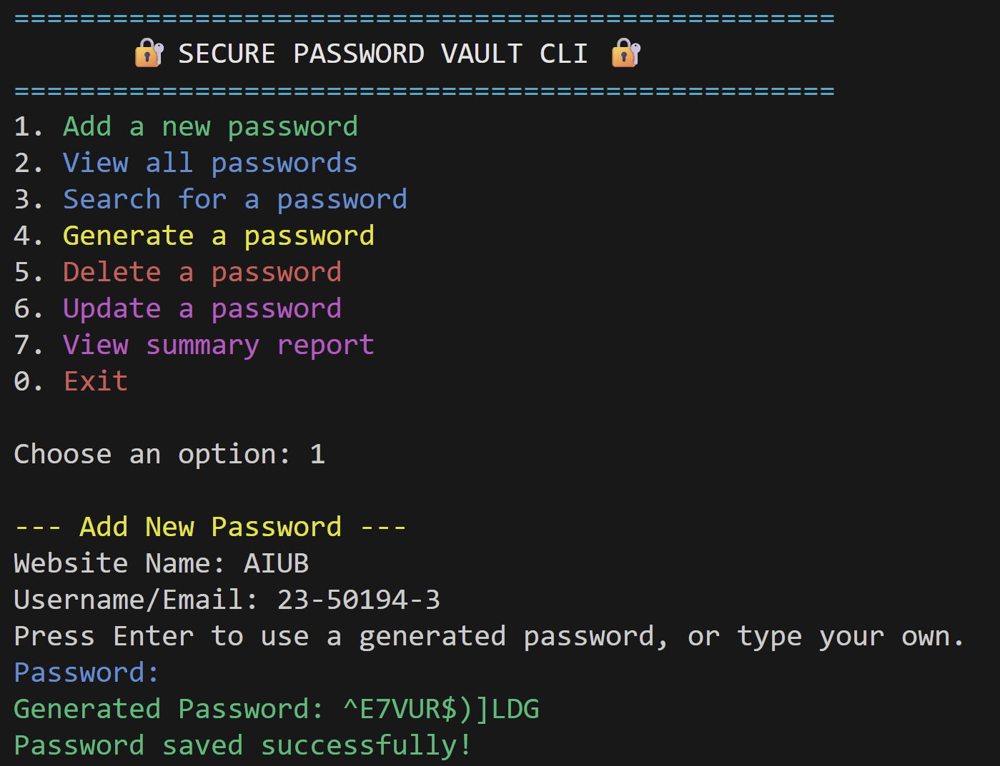 ==================================================
🔐 SECURE PASSWORD VAULT CLI 🔐
==================================================
1. Add a new password
2. View all passwords
3. Search for a password
4. Generate a password
5. Delete a password
6. Update a password
7. View summary report
0. Exit
Choose an option: 1
--- Add New Password ---
Website Name: AIUB
Username/Email: 23-50194-3
Press Enter to use a generated password, or type your own.
Password:
Generated Password: ^E7VUR$)]LDG
Password saved successfully!